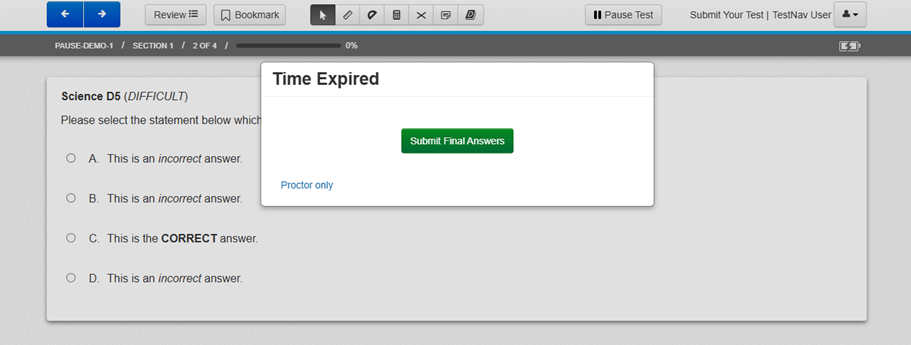 Review Bookmark Pause Test Submit Your Test | TestNav User
PAUSE-DEMO-1 / SECTION 1 / 2 OF 4 / 0%
Time Expired
Science D5 (DIFFICULT)
Please select the statement below which
Submit Final Answers
A. This is an incorrect answer.
Proctor only
B. This is an incorrect answer.
C. This is the CORRECT answer.
D. This is an incorrect answer.